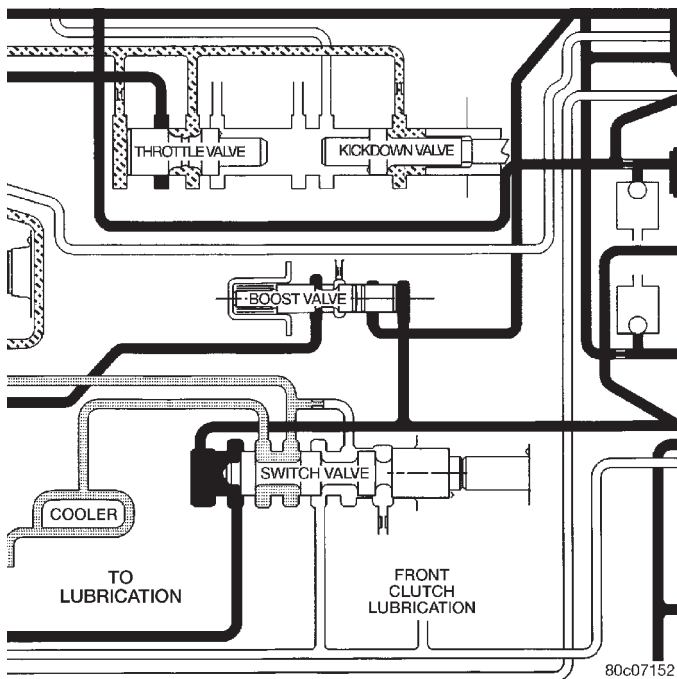 THROTTLE VALVE
KICKDOWN VALVE
BOOST VALVE
SWITCH VALVE
COOLER
TO
LUBRICATION
FRONT
CLUTCH
LUBRICATION
80c07152